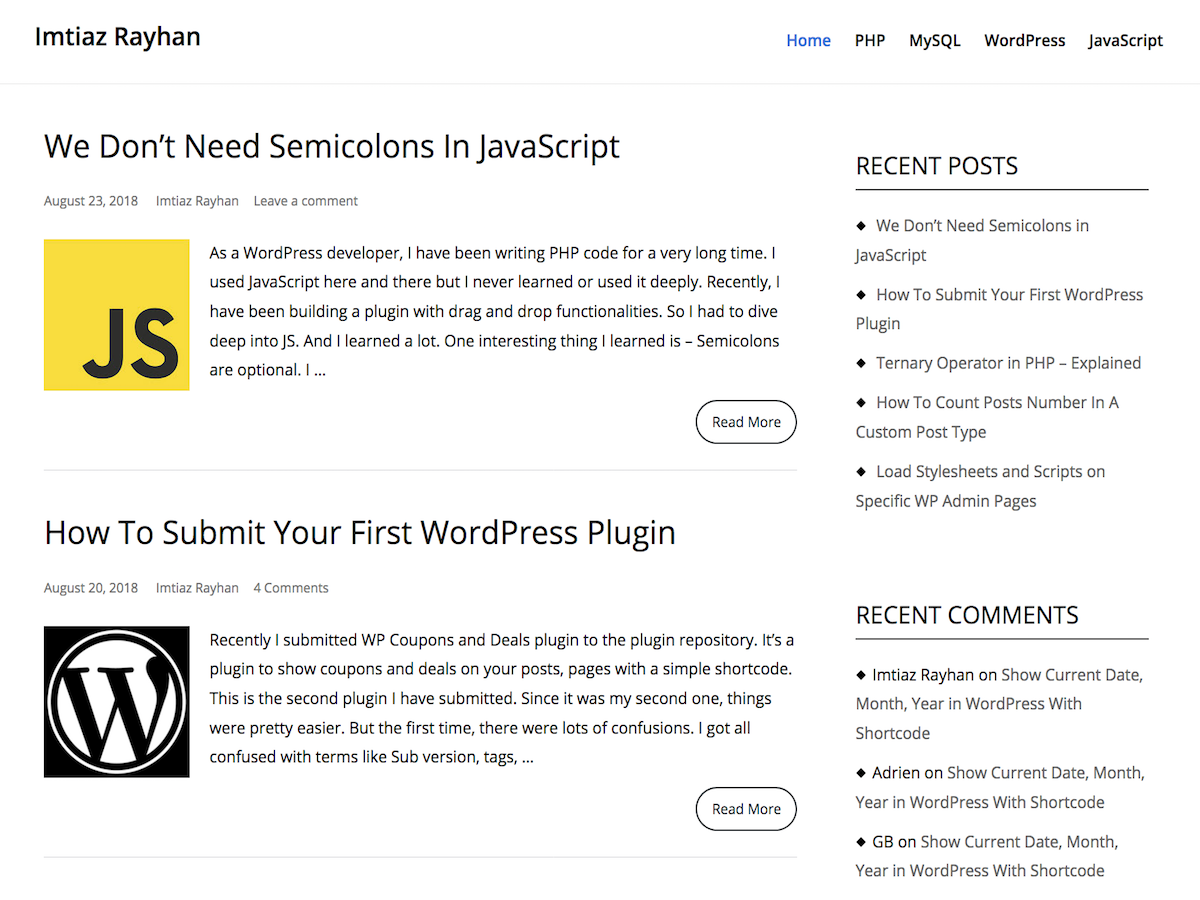 Imtiaz Rayhan
Home PHP MySQL WordPress JavaScript
We Don’t Need Semicolons In JavaScript
August 23, 2018 Imtiaz Rayhan Leave a comment
JS
As a WordPress developer, I have been writing PHP code for a very long time. I
used JavaScript here and there but I never learned or used it deeply. Recently, I
have been building a plugin with drag and drop functionalities. So I had to dive
deep into JS. And I learned a lot. One interesting thing I learned is – Semicolons
are optional. I ...
Read More
How To Submit Your First WordPress Plugin
August 20, 2018 Imtiaz Rayhan 4 Comments
W
Recently I submitted WP Coupons and Deals plugin to the plugin repository. It’s a
plugin to show coupons and deals on your posts, pages with a simple shortcode.
This is the second plugin I have submitted. Since it was my second one, things
were pretty easier. But the first time, there were lots of confusions. I got all
confused with terms like Sub version, tags, ...
Read More
RECENT POSTS
We Don’t Need Semicolons in
JavaScript
How To Submit Your First WordPress
Plugin
Ternary Operator in PHP – Explained
How To Count Posts Number In A
Custom Post Type
Load Stylesheets and Scripts on
Specific WP Admin Pages
RECENT COMMENTS
Imtiaz Rayhan on Show Current Date,
Month, Year in WordPress With
Shortcode
Adrien on Show Current Date, Month,
Year in WordPress With Shortcode
GB on Show Current Date, Month,
Year in WordPress With Shortcode